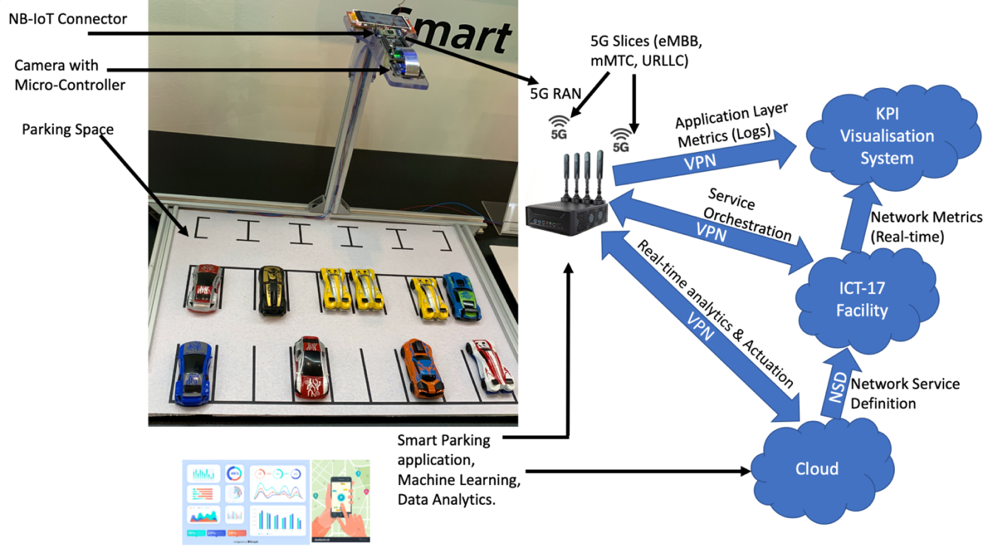 NB-IoT Connector
Smart
Camera with
Micro-Controller
Parking Space
5G Slices (eMBB,
mMTC, URLLC)
5G RAN
5G
5G
Application Layer
Metrics (Logs)
VPN
KPI
Visualisation
System
Service
Orchestration
VPN
Network Metrics
(Real-time)
Real-time analytics & Actuation
VPN
ICT-17
Facility
NSD
Network Service
Definition
Smart Parking
application,
Machine Learning,
Data Analytics.
Cloud